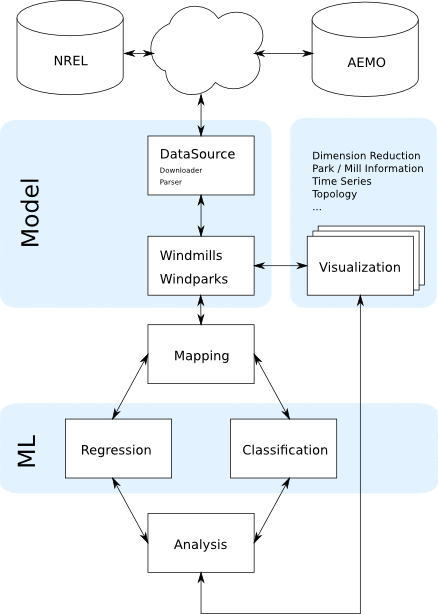 NREL
AEMO
Model
DataSource
Downloader
Parser
Windmills
Windparks
Dimension Reduction
Park / Mill Information
Time Series
Topology
...
Visualization
Mapping
ML
Regression
Classification
Analysis